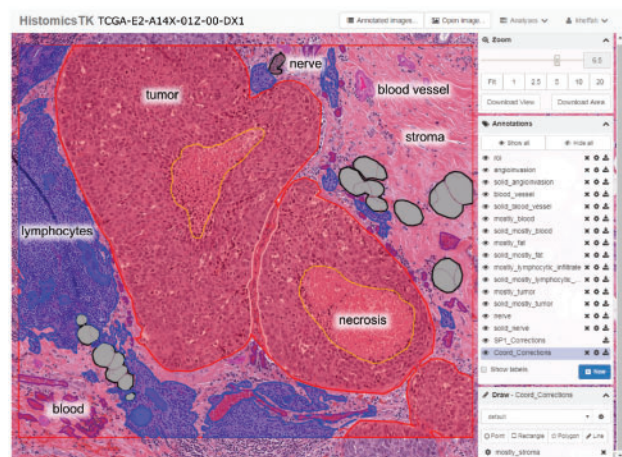 HistomicsTK TCGA-E2-A14X-01Z-00-DX1
Annotated images... Open image... Analyses
Zoom
6.5
Fit 1 2.5 5 10 20
Download View Download Area
Annotations
Show all Hide all
roi
angioinvasion
solid_angioinvasion
blood_vessel
solid_blood_vessel
mostly_blood
solid_mostly_blood
mostly_fat
solid_mostly_fat
mostly_lymphocytic_infiltrate
solid_mostly_lymphocytic_...
mostly_tumor
solid_mostly_tumor
nerve
solid_nerve
SP1_Corrections
Coord_Corrections
Show labels New
Draw - Coord_Corrections
default
Point Rectangle Polygon Line
mostly_stroma
nerve
tumor
blood vessel
stroma
lymphocytes
necrosis
blood